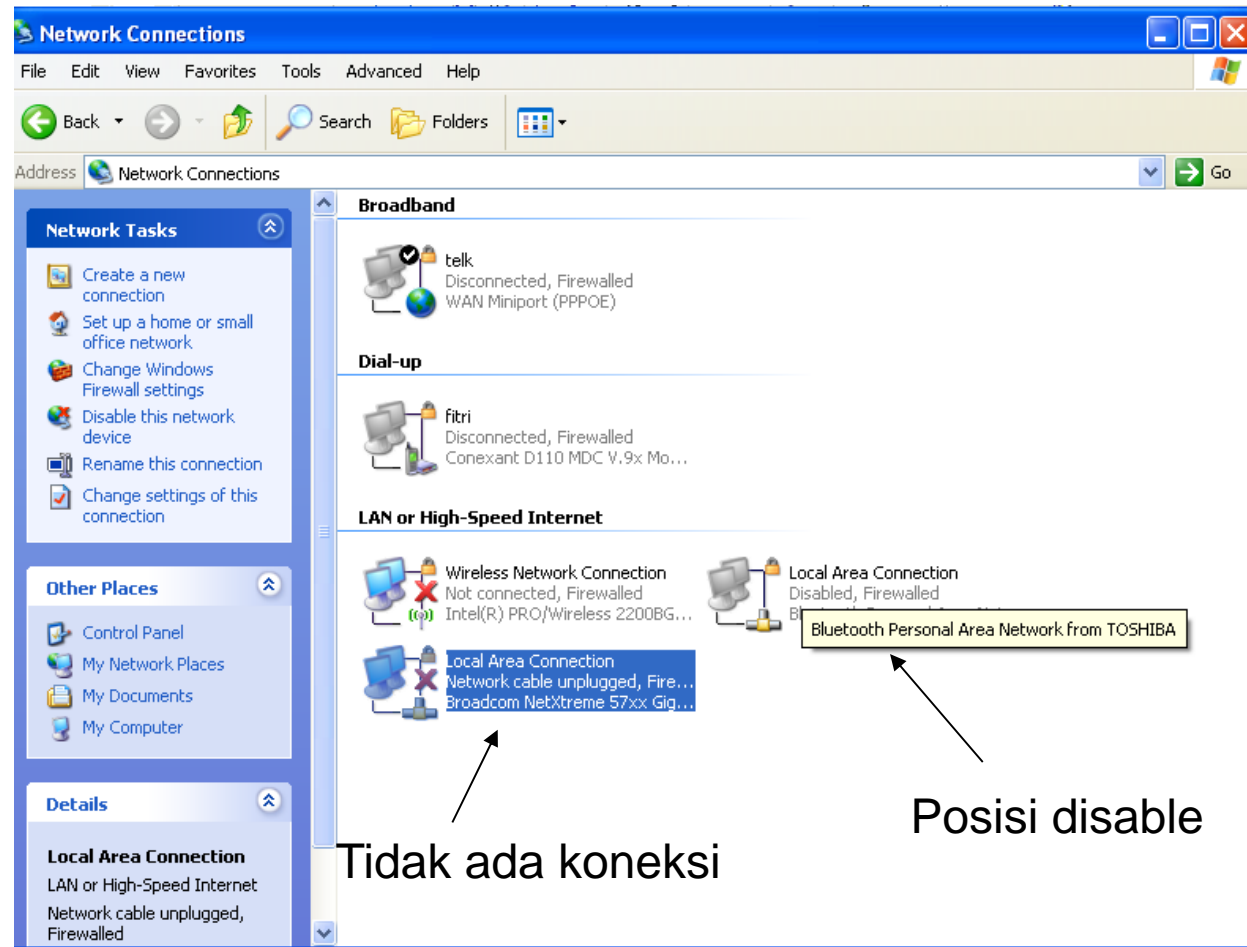 Network Connections
File Edit View Favorites Tools Advanced Help
Back Search Folders
Address Network Connections Go
Network Tasks
Create a new
connection
Set up a home or small
office network
Change Windows
Firewall settings
Disable this network
device
Rename this connection
Change settings of this
connection
Other Places
Control Panel
My Network Places
My Documents
My Computer
Details
Local Area Connection
LAN or High-Speed Internet
Network cable unplugged,
Firewalled
Broadband
telk
Disconnected, Firewalled
WAN Miniport (PPPOE)
Dial-up
fitri
Disconnected, Firewalled
Conexant D110 MDC V.9x Mo...
LAN or High-Speed Internet
Wireless Network Connection
Not connected, Firewalled
Intel(R) PRO/Wireless 2200BG...
Local Area Connection
Disabled, Firewalled
Bluetooth Personal Area Network from TOSHIBA
Local Area Connection
Network cable unplugged, Fire...
Broadcom NetXtreme 57xx Gig...
Posisi disable
Tidak ada koneksi